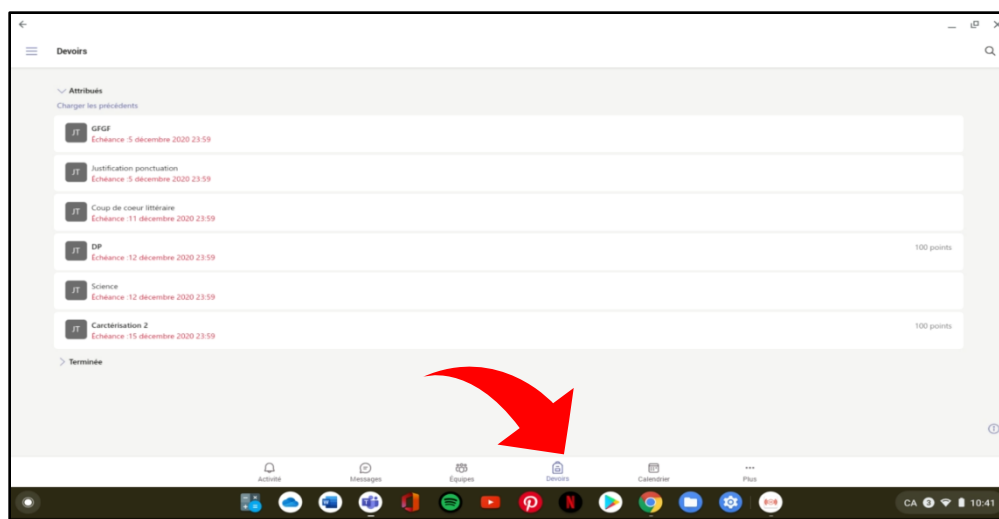 Devoirs
Attribués
Charger les précédents
JT
GFGF
Échéance :5 décembre 2020 23:59
JT
Justification ponctuation
Échéance :5 décembre 2020 23:59
JT
Coup de coeur littéraire
Échéance :11 décembre 2020 23:59
JT
DP
100 points
Échéance :12 décembre 2020 23:59
JT
Science
Échéance :12 décembre 2020 23:59
JT
Carctérisation 2
100 points
Échéance :15 décembre 2020 23:59
Terminée
Activité Messages Équipes Devoirs Calendrier Plus
CA 3 10:41